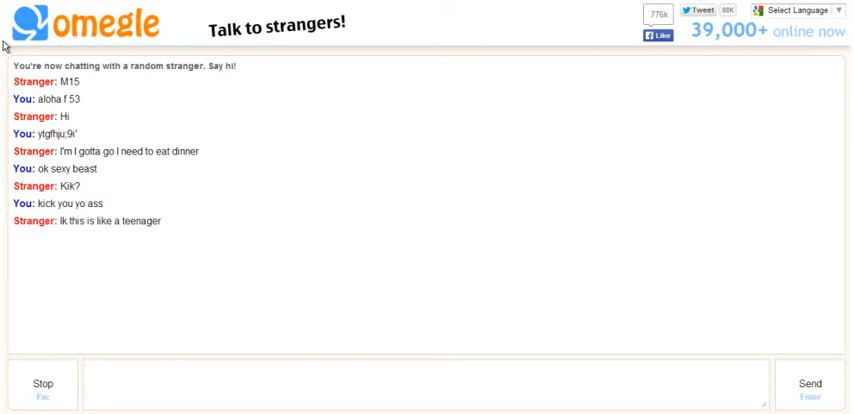 omegle
Talk to strangers!
776k
Like
Tweet
88K
Select Language
39,000+ online now
You're now chatting with a random stranger. Say hi!
Stranger: M15
You: aloha f 53
Stranger: Hi
You: ytgfhju;9i'
Stranger: I'm I gotta go I need to eat dinner
You: ok sexy beast
Stranger: Kik?
You: kick you yo ass
Stranger: Ik this is like a teenager
Stop
Esc
Send
Enter